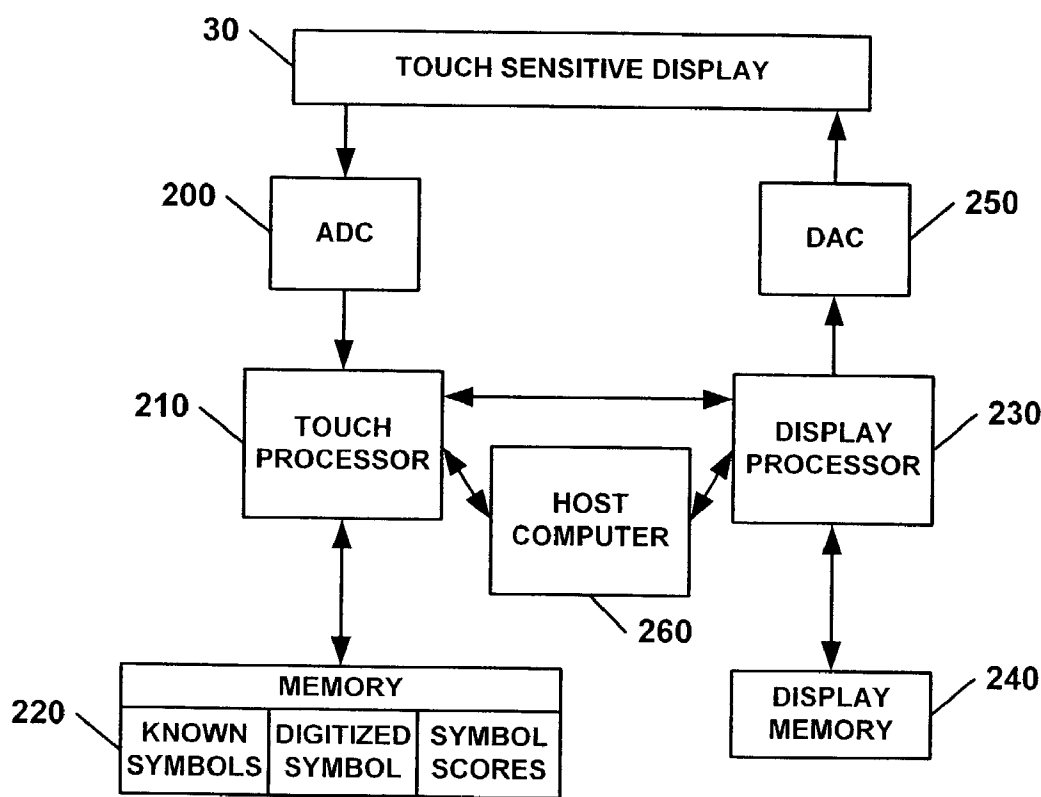 30
TOUCH SENSITIVE DISPLAY
200
ADC
DAC
250
210
TOUCH
PROCESSOR
DISPLAY
PROCESSOR
230
HOST
COMPUTER
260
MEMORY
220
KNOWN
SYMBOLS
DIGITIZED
SYMBOL
SYMBOL
SCORES
DISPLAY
MEMORY
240